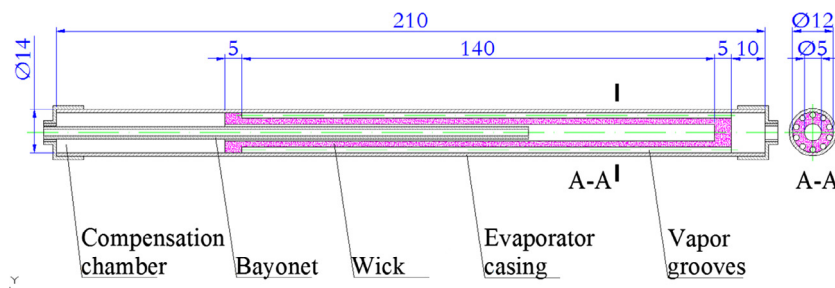 210
Ø12
Ø14
5
140
5
10
Ø5
A-A
A-A
Compensation
chamber
Bayonet
Wick
Evaporator
casing
Vapor
grooves
Y